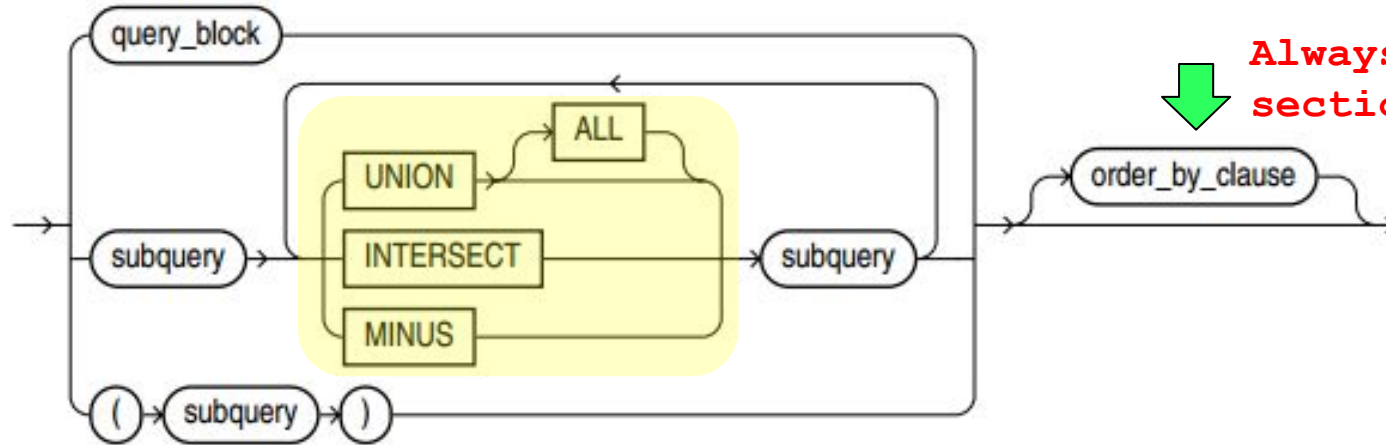 query_block
Always
ALL
UNION
order_by_clause
subquery
INTERSECT
subquery
MINUS
( subquery )